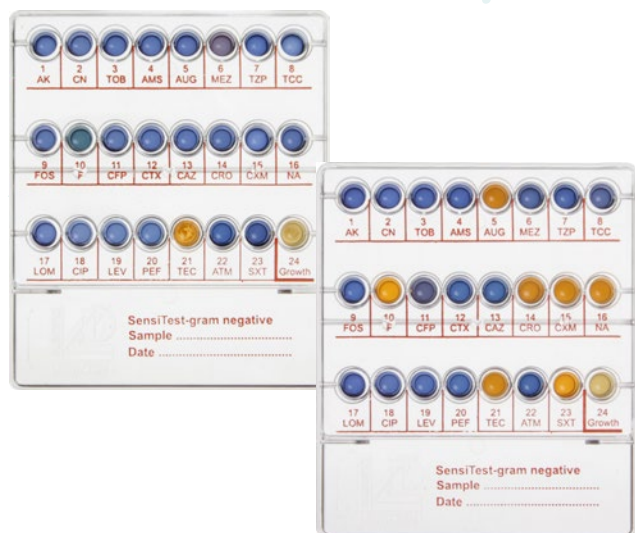 1 2 3 4 5 6 7 8
AK CN TOB AMS AUG MEZ TZP TCC
9 10 11 12 13 14 15 16
FOS F CFP CTX CAZ CRO CXM NA
17 18 19 20 21 22 23 24
LOM CIP LEV PEF TEC ATM SXT Growth
SensiTest-gram negative
Sample ..............................
Date ..................................
1 2 3 4 5 6 7 8
AK CN TOB AMS AUG MEZ TZP TCC
9 10 11 12 13 14 15 16
FOS F CFP CTX CAZ CRO CXM NA
17 18 19 20 21 22 23 24
LOM CIP LEV PEF TEC ATM SXT Growth
SensiTest-gram negative
Sample ..............................
Date ..................................